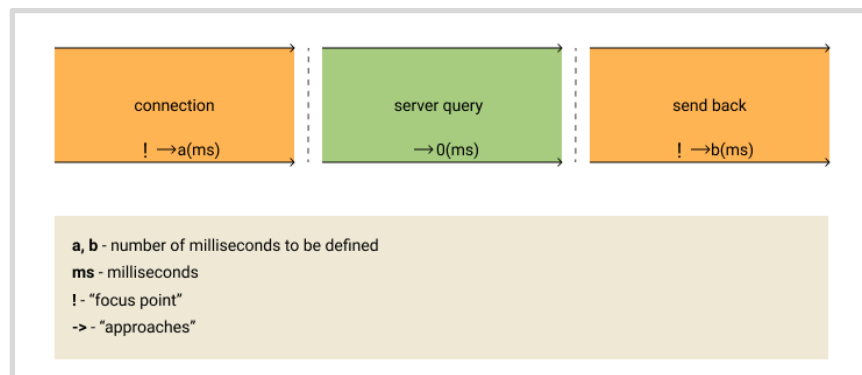 connection
! →a(ms)
server query
→0(ms)
send back
! →b(ms)
a, b - number of milliseconds to be defined
ms - milliseconds
! - “focus point”
-> - “approaches”